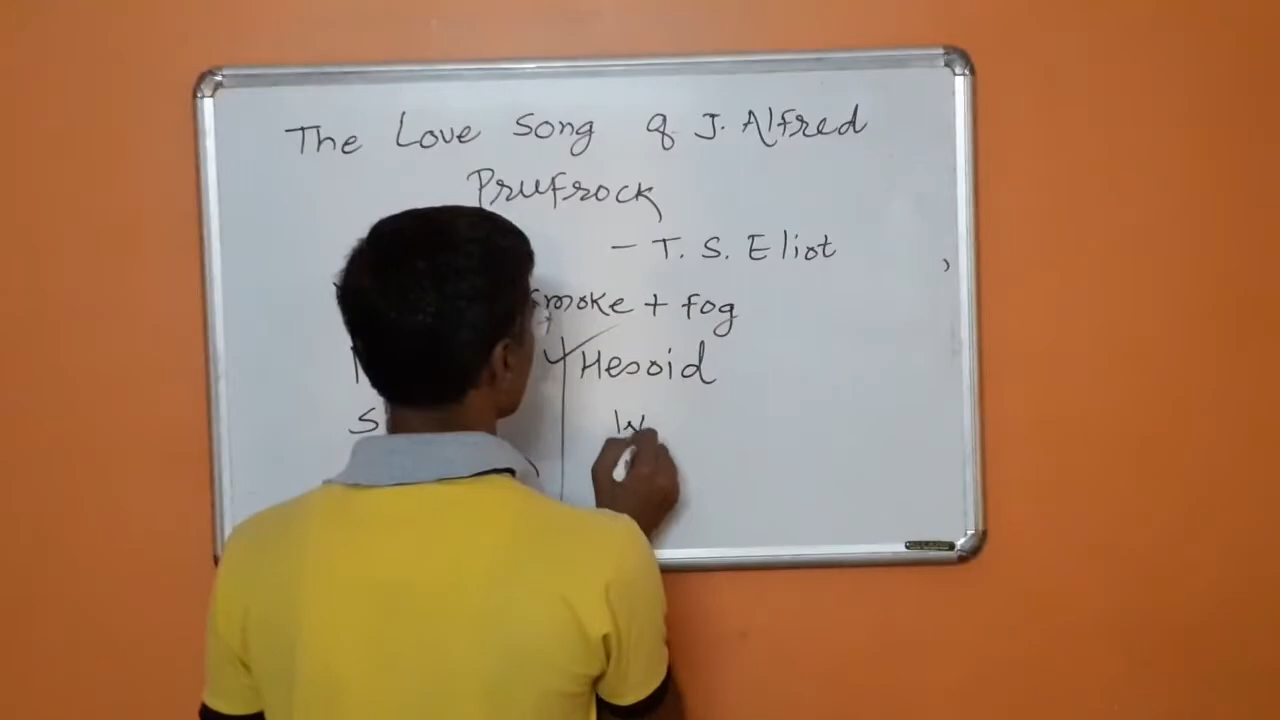 The Love Song of J. Alfred
Prufrock
- T. S. Eliot
smoke + fog
Hesoid
S W